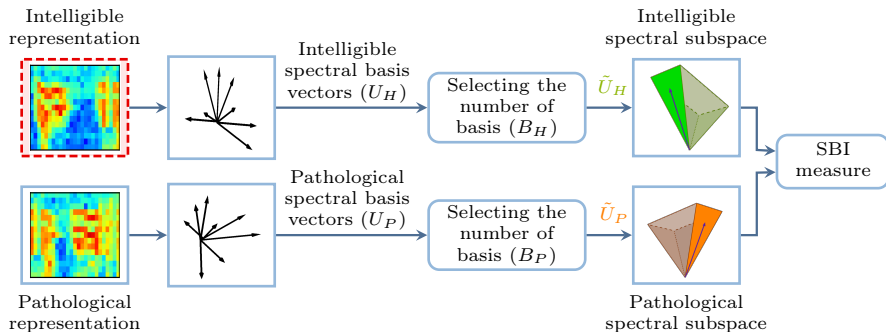 Intelligible
representation
Intelligible
spectral basis
vectors (U_H)
Selecting the
number of
basis (B_H)
Ũ_H
Intelligible
spectral subspace
SBI
measure
Pathological
spectral basis
vectors (U_P)
Selecting the
number of
basis (B_P)
Ũ_P
Pathological
representation
Pathological
spectral subspace